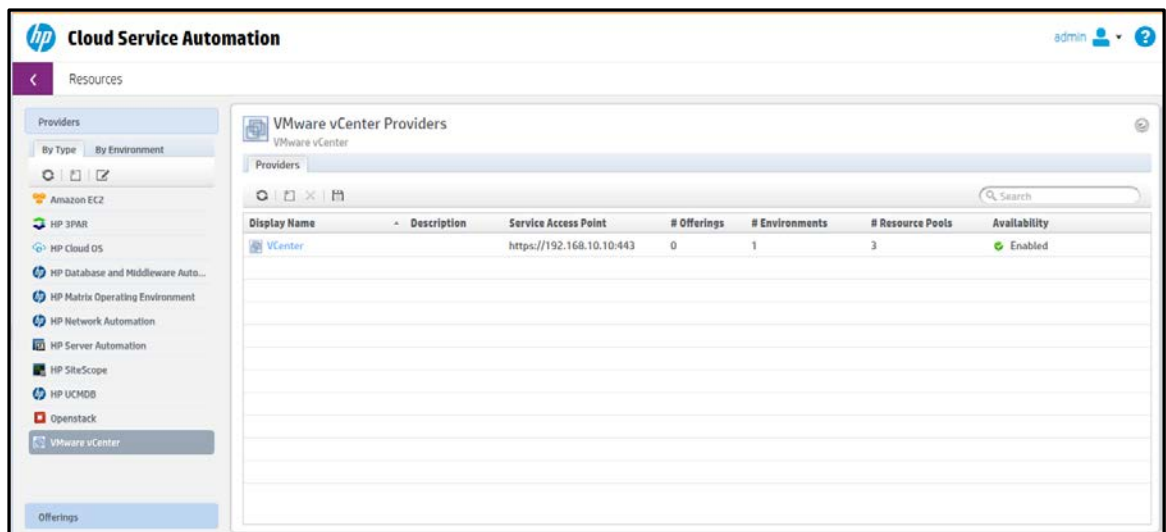 hp Cloud Service Automation
admin ?
Resources
Providers
By Type By Environment
Amazon EC2
HP 3PAR
HP Cloud OS
HP Database and Middleware Auto...
HP Matrix Operating Environment
HP Network Automation
HP Server Automation
HP SiteScope
HP UCMDB
Openstack
VMware vCenter
Offerings
VMware vCenter Providers
VMware vCenter
Providers
Search
Display Name Description Service Access Point # Offerings # Environments # Resource Pools Availability
VCenter https://192.168.10.10:443 0 1 3 Enabled